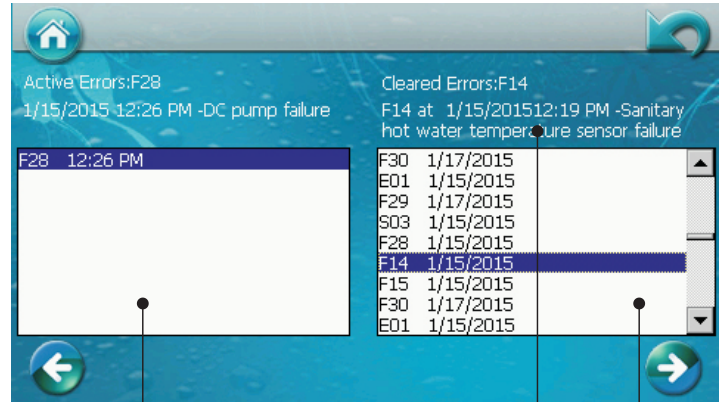 Active Errors:F28
1/15/2015 12:26 PM -DC pump failure
F28 12:26 PM
Cleared Errors:F14
F14 at 1/15/201512:19 PM -Sanitary
hot water temperature sensor failure
F30 1/17/2015
E01 1/15/2015
F29 1/17/2015
S03 1/15/2015
F28 1/15/2015
F14 1/15/2015
F15 1/15/2015
F30 1/17/2015
E01 1/15/2015